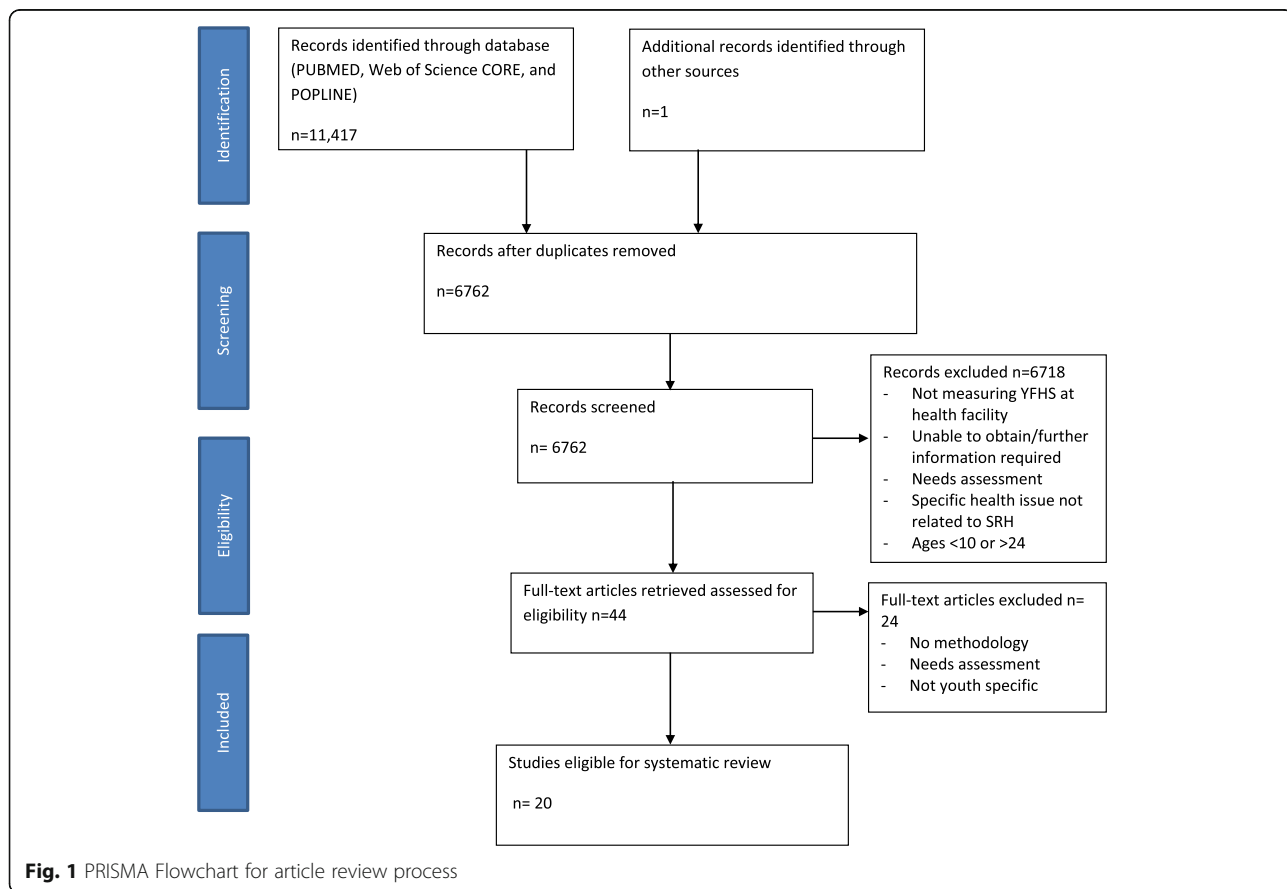 Identification
Records identified through database
(PUBMED, Web of Science CORE, and
POPLINE)
n=11,417
Additional records identified through
other sources
n=1
Screening
Records after duplicates removed
n=6762
Records screened
n= 6762
Records excluded n=6718
- Not measuring YFHS at
health facility
- Unable to obtain/further
information required
- Needs assessment
- Specific health issue not
related to SRH
- Ages <10 or >24
Eligibility
Full-text articles retrieved assessed for
eligibility n=44
Full-text articles excluded n=
24
- No methodology
- Needs assessment
- Not youth specific
Included
Studies eligible for systematic review
n= 20
Fig. 1 PRISMA Flowchart for article review process